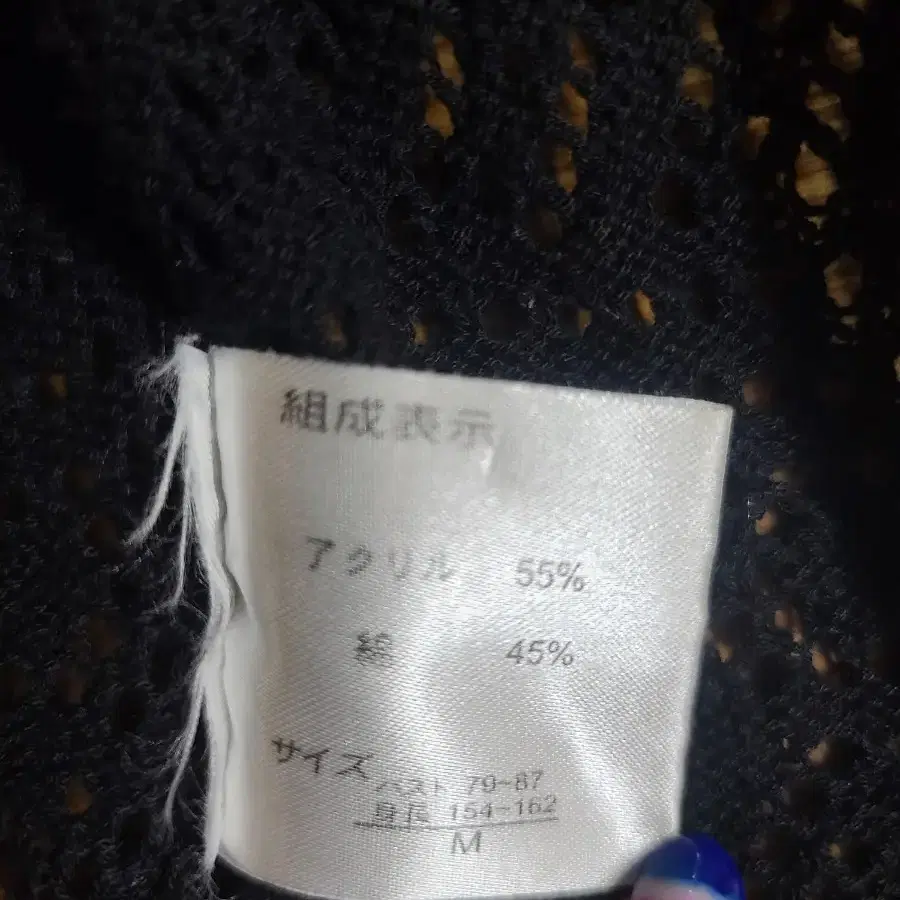 組成表示
アクリル 55%
綿 45%
サイズ
バスト 79-87
身長 154-162
M